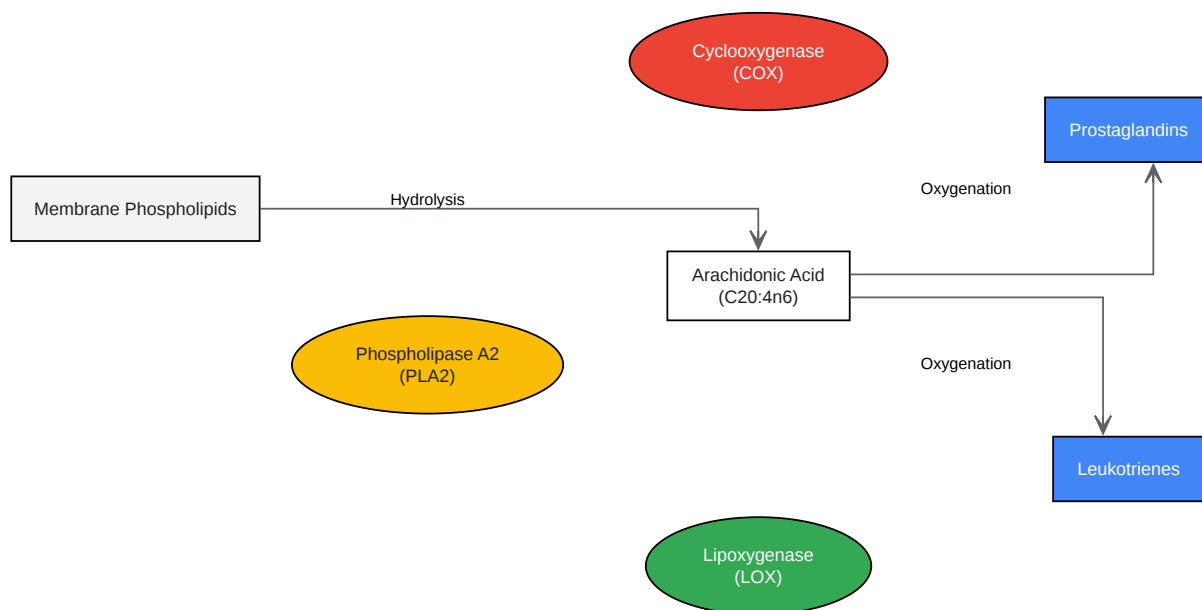 Cyclooxygenase
(COX)
Prostaglandins
Oxygenation
Membrane Phospholipids
Hydrolysis
Arachidonic Acid
(C20:4n6)
Phospholipase A2
(PLA2)
Oxygenation
Leukotrienes
Lipoxygenase
(LOX)